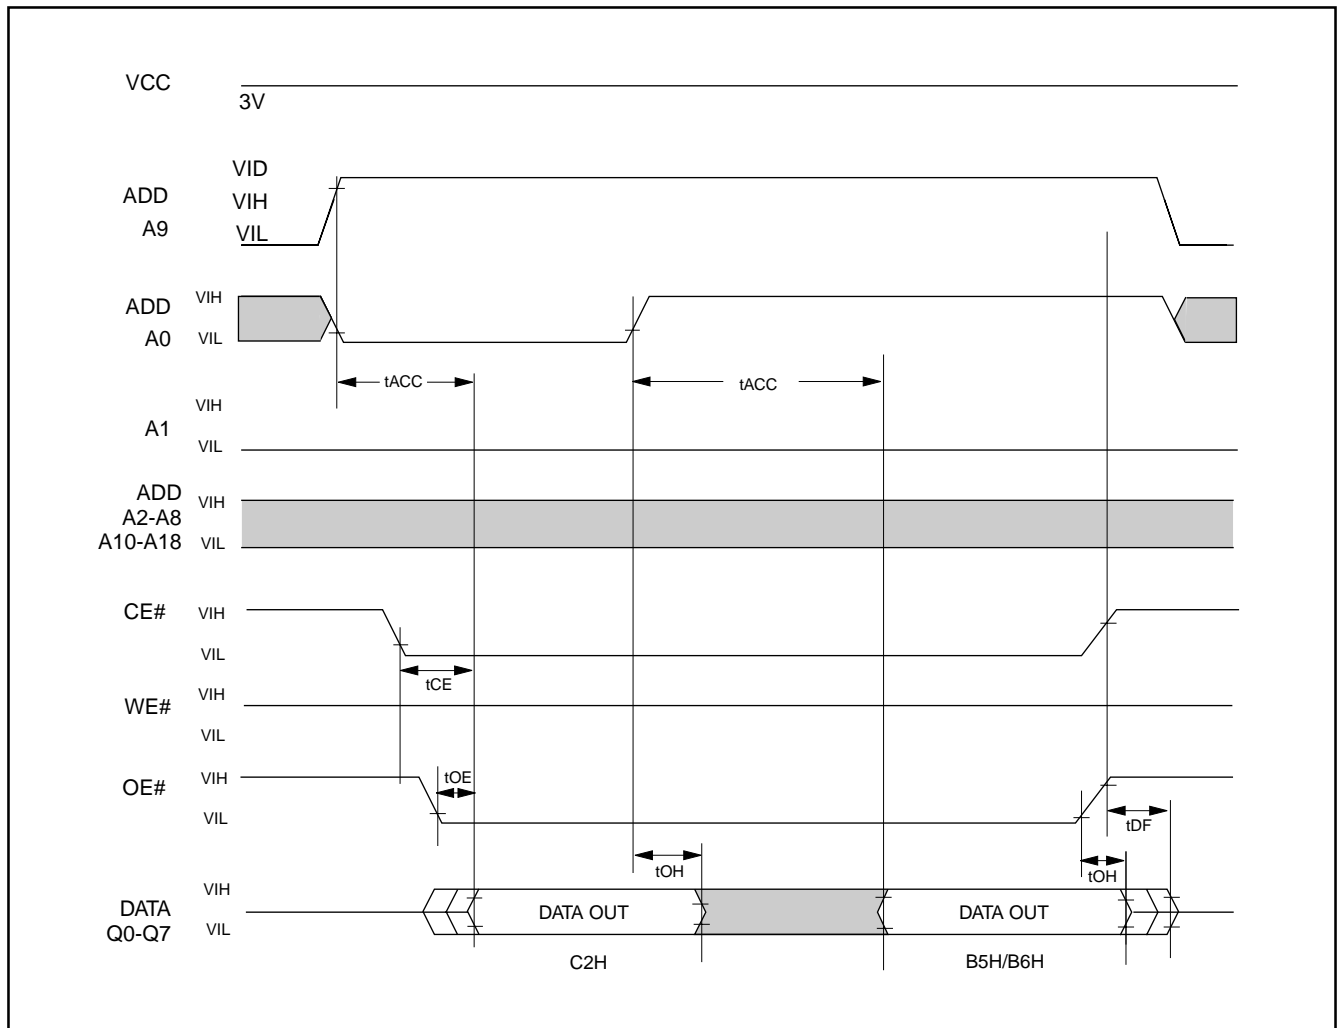 VCC
3V
VID
ADD
VIH
A9
VIL
ADD
VIH
A0
VIL
tACC
tACC
VIH
A1
VIL
ADD
VIH
A2-A8
A10-A18
VIL
CE#
VIH
VIL
tCE
VIH
WE#
VIL
VIH
tOE
OE#
VIL
tDF
tOH
tOH
VIH
DATA
DATA OUT
DATA OUT
Q0-Q7
VIL
C2H
B5H/B6H